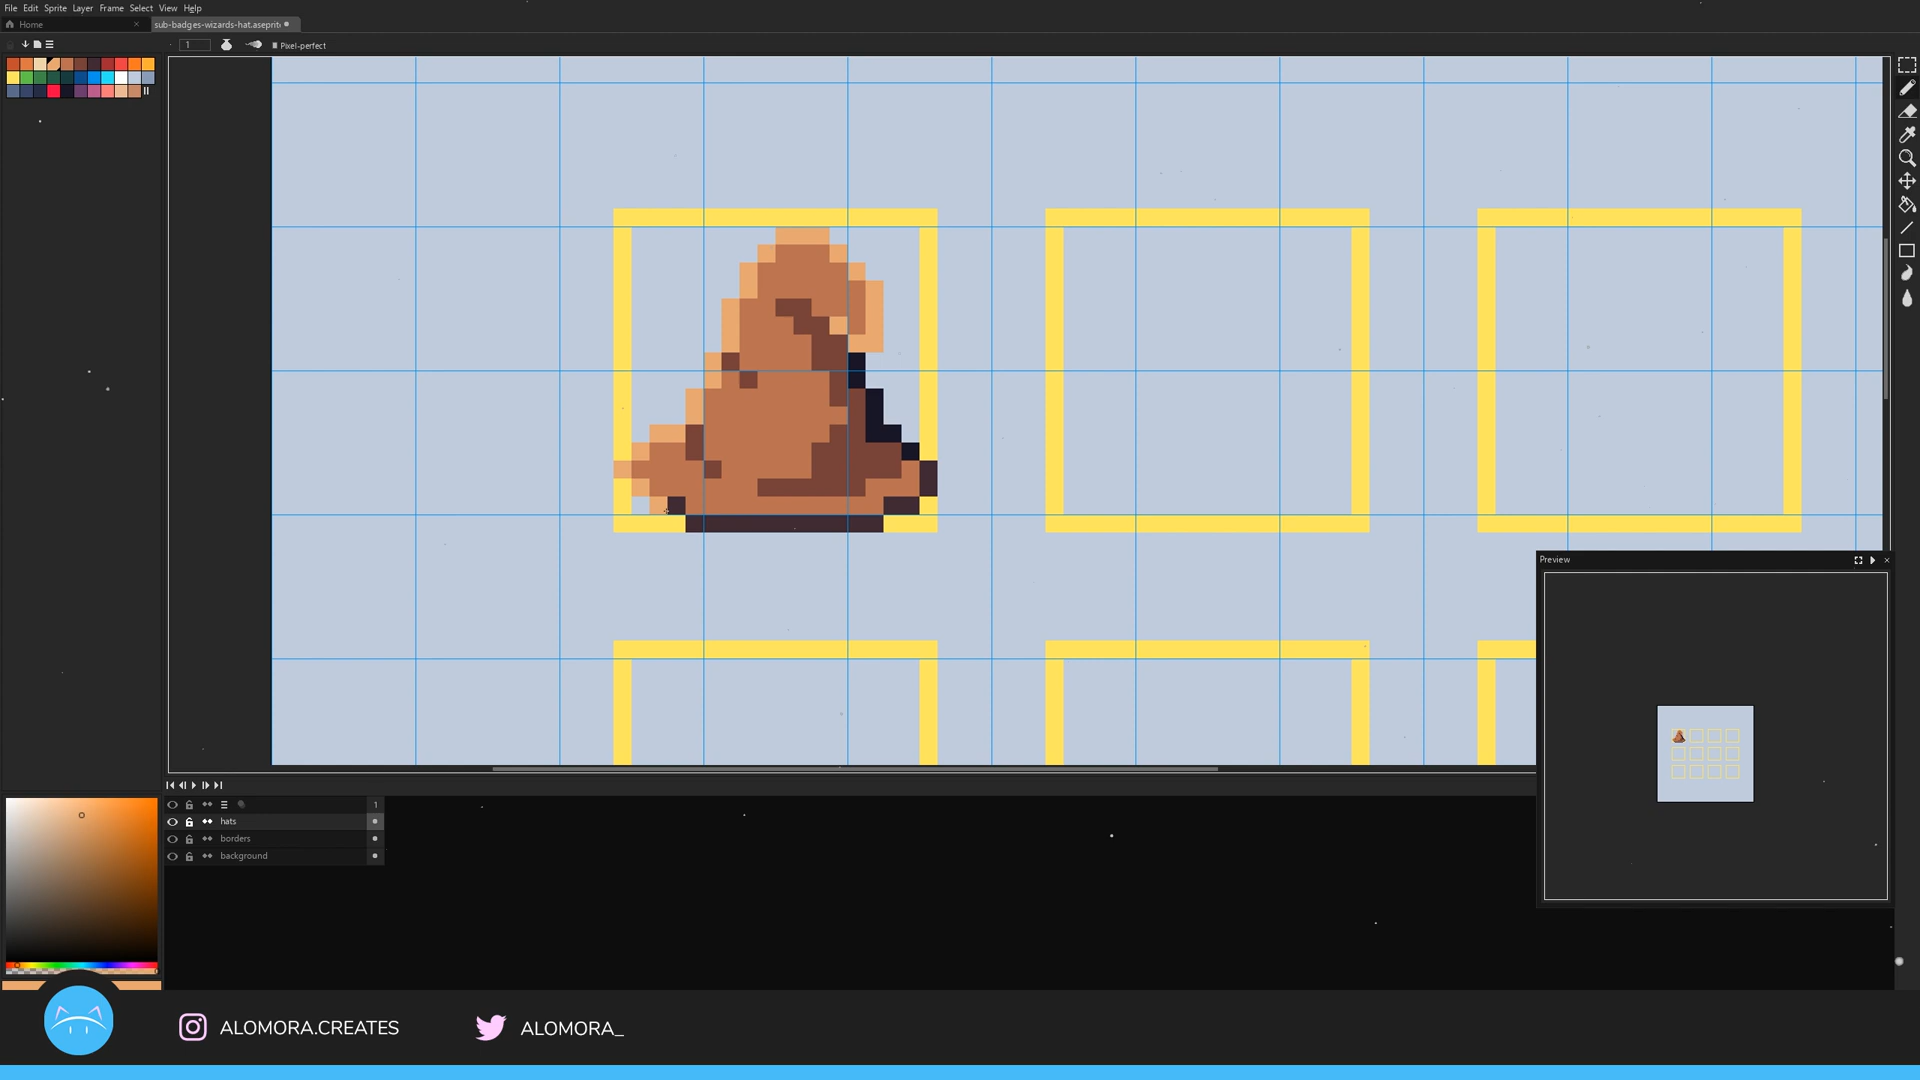 File Edit Sprite Layer Frame Select View Help
Home
sub-badges-wizards-hat.aseprite
1 Pixel-perfect
Preview
1
hats
borders
background
ALOMORA.CREATES
ALOMORA_